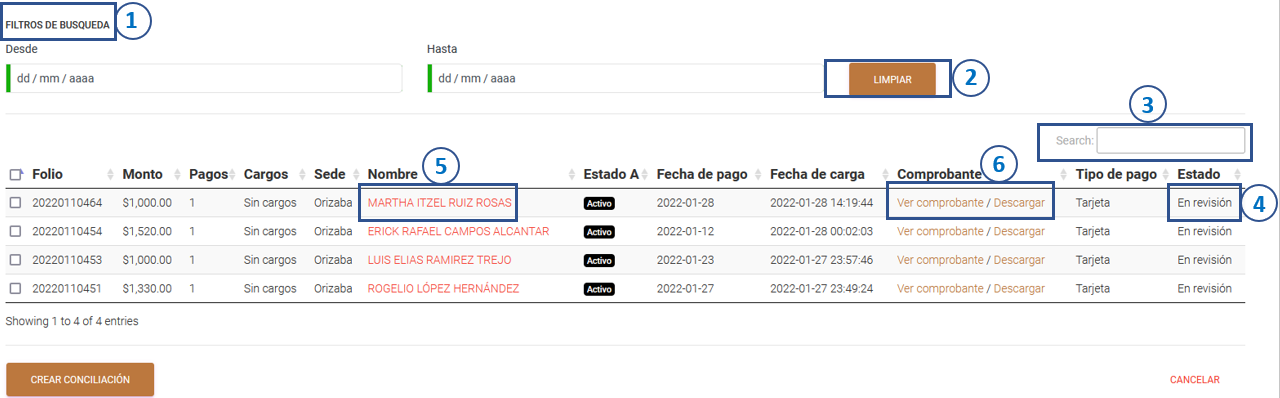 FILTROS DE BUSQUEDA 1
Desde Hasta
dd / mm / aaaa dd / mm / aaaa LIMPIAR 2
3
Search:
5 6
Folio Monto Pagos Cargos Sede Nombre Estado A Fecha de pago Fecha de carga Comprobante Tipo de pago Estado
20220110464 $1,000.00 1 Sin cargos Orizaba MARTHA ITZEL RUIZ ROSAS Activo 2022-01-28 2022-01-28 14:19:44 Ver comprobante / Descargar Tarjeta En revisión 4
20220110454 $1,520.00 1 Sin cargos Orizaba ERICK RAFAEL CAMPOS ALCANTAR Activo 2022-01-12 2022-01-28 00:02:03 Ver comprobante / Descargar Tarjeta En revisión
20220110453 $1,000.00 1 Sin cargos Orizaba LUIS ELIAS RAMIREZ TREJO Activo 2022-01-23 2022-01-27 23:57:46 Ver comprobante / Descargar Tarjeta En revisión
20220110451 $1,330.00 1 Sin cargos Orizaba ROGELIO LÓPEZ HERNÁNDEZ Activo 2022-01-27 2022-01-27 23:49:24 Ver comprobante / Descargar Tarjeta En revisión
Showing 1 to 4 of 4 entries
CREAR CONCILIACIÓN CANCELAR